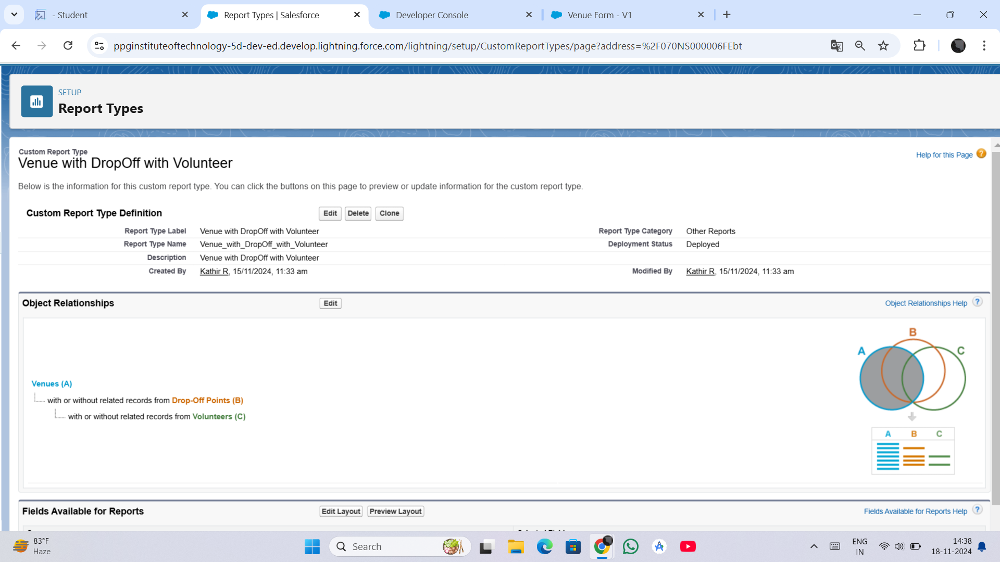 - Student
Report Types | Salesforce
Developer Console
Venue Form - V1
ppginstituteoftechnology-5d-dev-ed.develop.lightning.force.com/lightning/setup/CustomReportTypes/page?address=%2F070NS000006FEbt
SETUP
Report Types
Custom Report Type
Venue with DropOff with Volunteer
Help for this Page ?
Below is the information for this custom report type. You can click the buttons on this page to preview or update information for the custom report type.
Custom Report Type Definition
Edit Delete Clone
Report Type Label Venue with DropOff with Volunteer Report Type Category Other Reports
Report Type Name Venue_with_DropOff_with_Volunteer Deployment Status Deployed
Description Venue with DropOff with Volunteer
Created By Kathir R, 15/11/2024, 11:33 am Modified By Kathir R, 15/11/2024, 11:33 am
Object Relationships Edit Object Relationships Help ?
B
A C
Venues (A)
with or without related records from Drop-Off Points (B)
with or without related records from Volunteers (C)
A B C
Fields Available for Reports Edit Layout Preview Layout Fields Available for Reports Help ?
83°F
Haze
Search
ENG
IN
14:38
18-11-2024